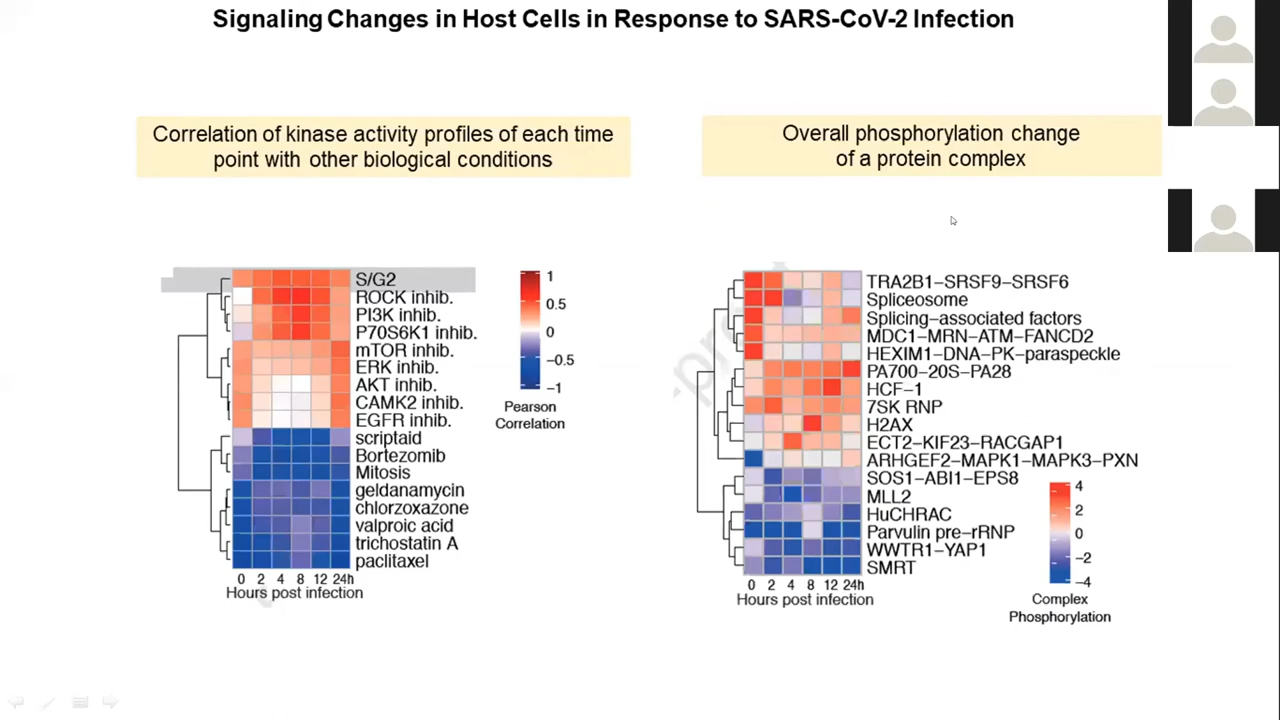 Signaling Changes in Host Cells in Response to SARS-CoV-2 Infection
Correlation of kinase activity profiles of each time
point with other biological conditions
S/G2
ROCK inhib.
PI3K inhib.
P70S6K1 inhib.
mTOR inhib.
ERK inhib.
AKT inhib.
CAMK2 inhib.
EGFR inhib.
scriptaid
Bortezomib
Mitosis
geldanamycin
chlorzoxazone
valproic acid
trichostatin A
paclitaxel
0 2 4 8 12 24h
Hours post infection
1
0.5
0
−0.5
−1
Pearson
Correlation
Overall phosphorylation change
of a protein complex
TRA2B1−SRSF9−SRSF6
Spliceosome
Splicing−associated factors
MDC1−MRN−ATM−FANCD2
HEXIM1−DNA−PK−paraspeckle
PA700−20S−PA28
HCF−1
7SK RNP
H2AX
ECT2−KIF23−RACGAP1
ARHGEF2−MAPK1−MAPK3−PXN
SOS1−ABI1−EPS8
MLL2
HuCHRAC
Parvulin pre−rRNP
WWTR1−YAP1
SMRT
0 2 4 8 12 24h
Hours post infection
4
2
0
−2
−4
Complex
Phosphorylation